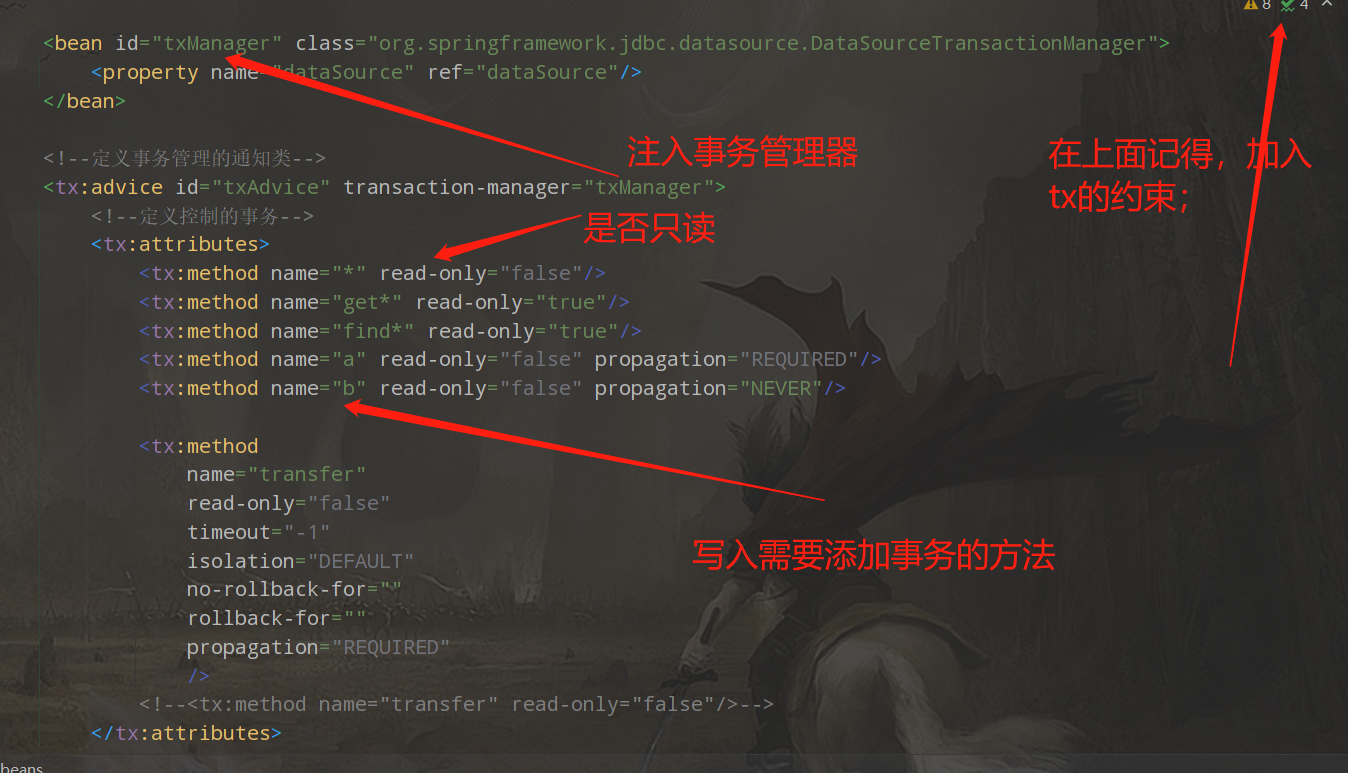 8 4
<bean id="txManager" class="org.springframework.jdbc.datasource.DataSourceTransactionManager">
<property name="dataSource" ref="dataSource"/>
</bean>
注入事务管理器
在上面记得，加入
tx的约束；
<!--定义事务管理的通知类-->
<tx:advice id="txAdvice" transaction-manager="txManager">
<!--定义控制的事务-->
是否只读
<tx:attributes>
<tx:method name="*" read-only="false"/>
<tx:method name="get*" read-only="true"/>
<tx:method name="find*" read-only="true"/>
<tx:method name="a" read-only="false" propagation="REQUIRED"/>
<tx:method name="b" read-only="false" propagation="NEVER"/>
<tx:method
name="transfer"
read-only="false"
timeout="-1"
isolation="DEFAULT"
写入需要添加事务的方法
no-rollback-for=""
rollback-for=""
propagation="REQUIRED"
/>
<!--<tx:method name="transfer" read-only="false"/>-->
</tx:attributes>
beans